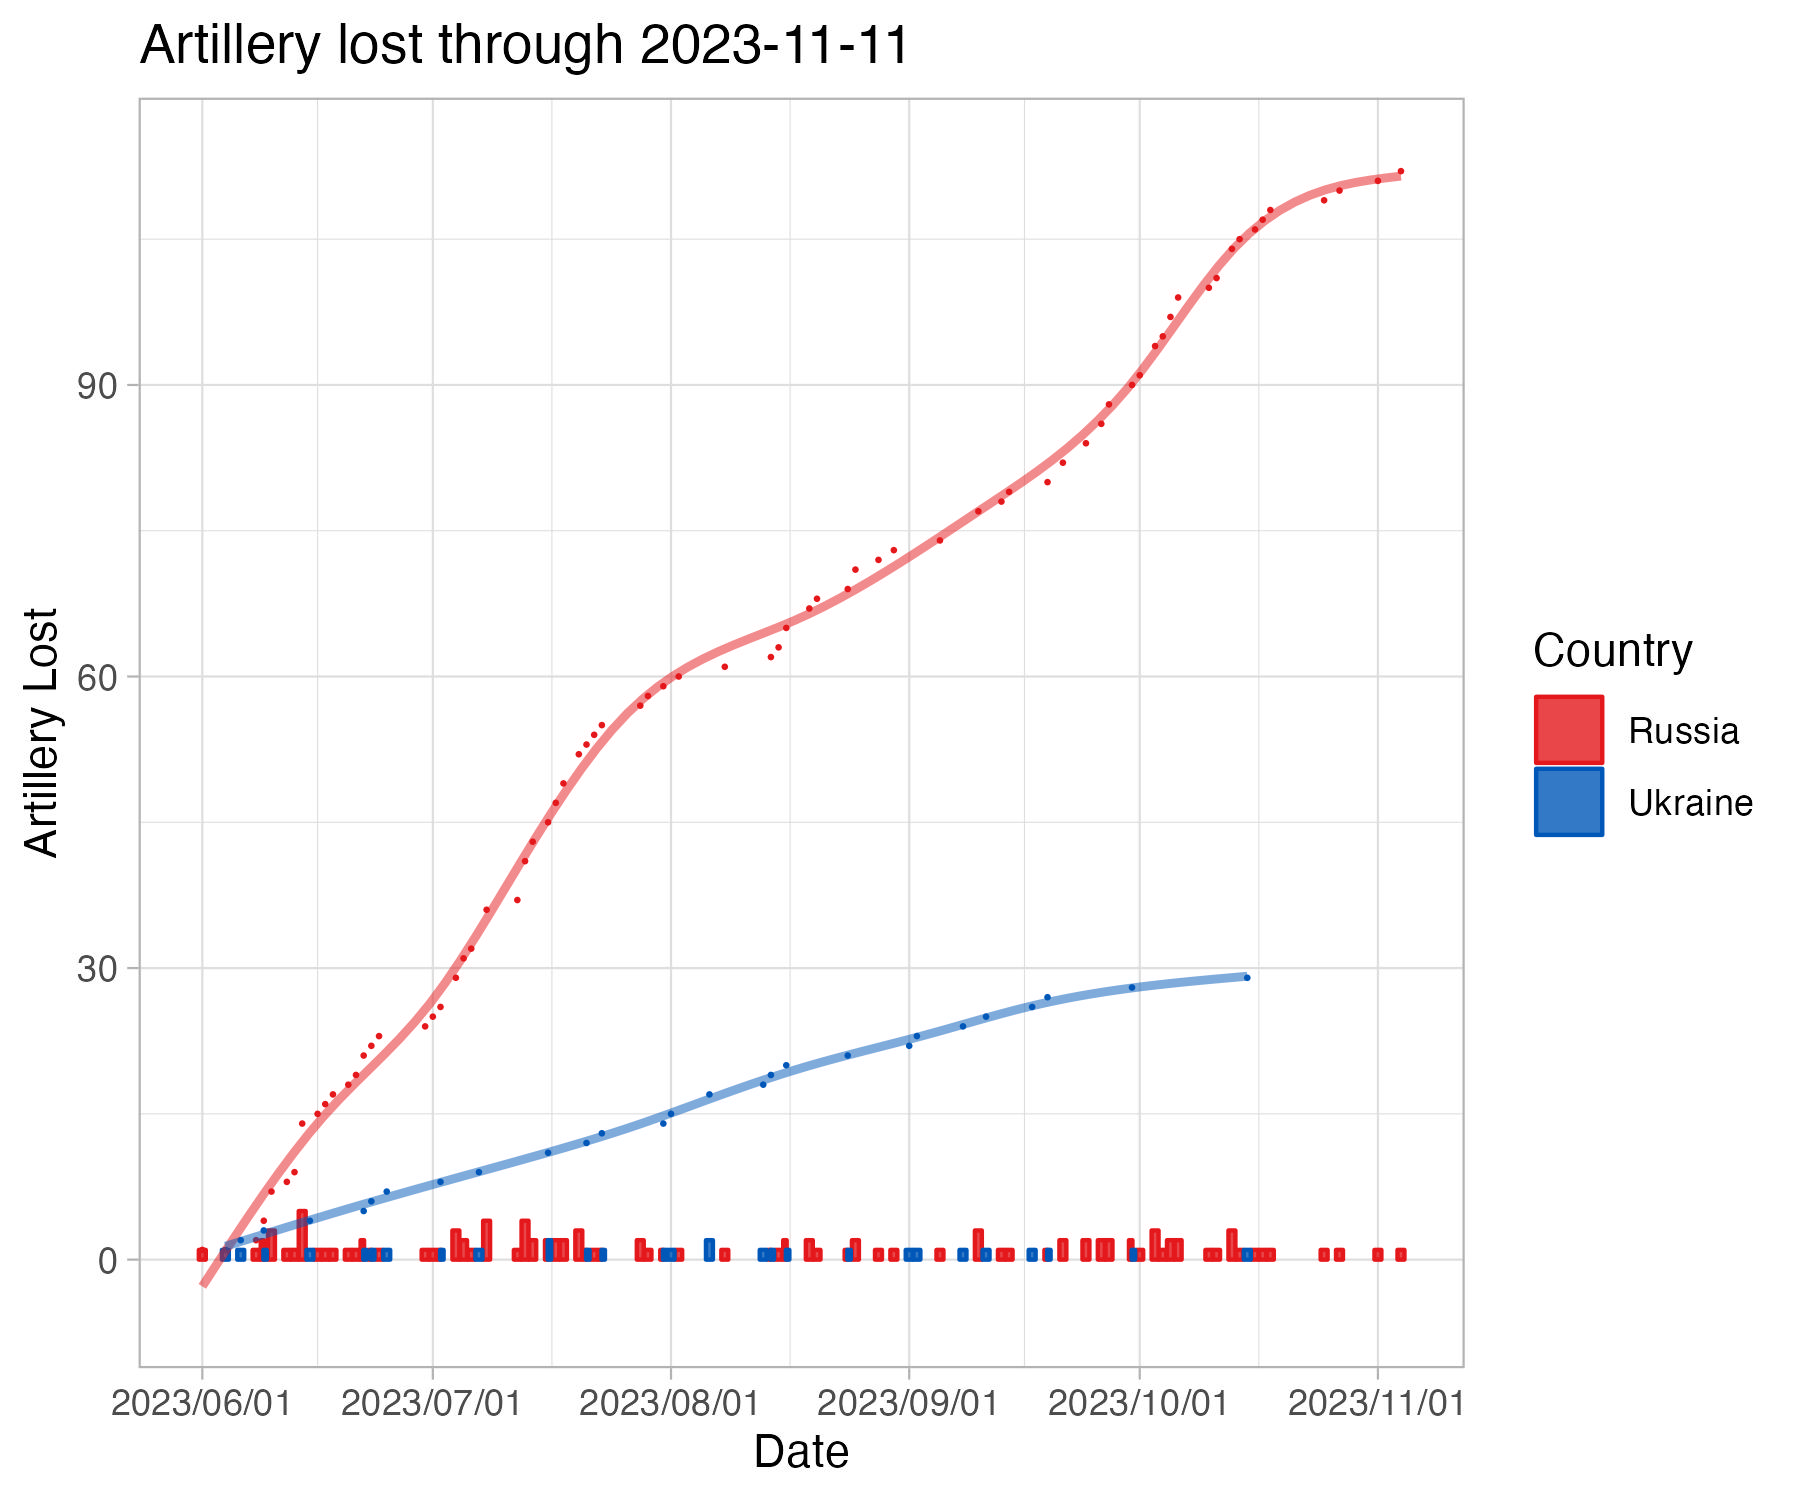 Artillery lost through 2023-11-11
Artillery Lost
90
60
30
0
2023/06/01 2023/07/01 2023/08/01 2023/09/01 2023/10/01 2023/11/01
Date
Country
Russia
Ukraine